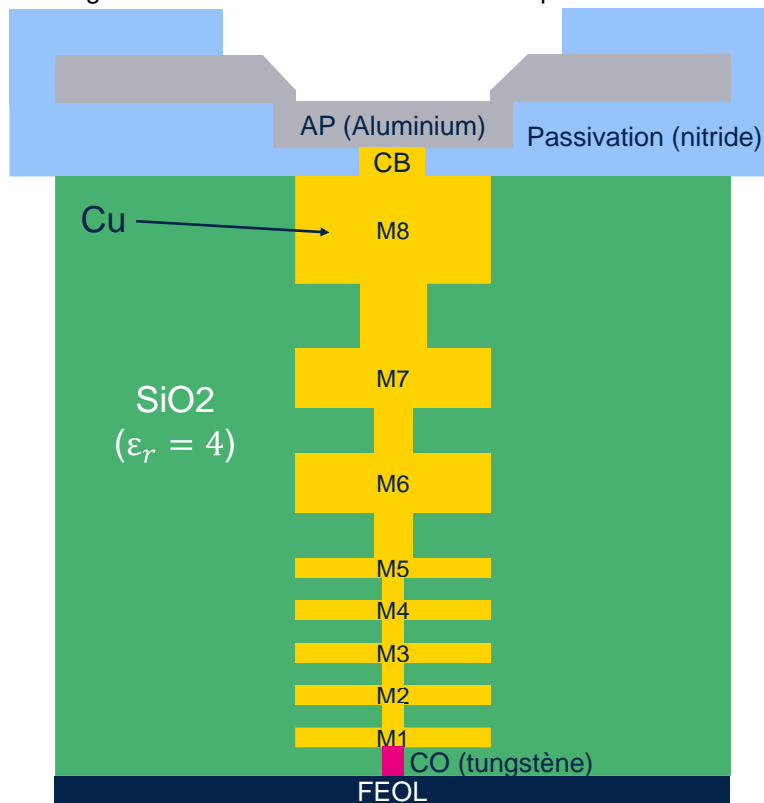 AP (Aluminium)
Passivation (nitride)
CB
Cu
M8
M7
SiO2
(ε𝑟 = 4)
M6
M5
M4
M3
M2
M1
CO (tungstène)
FEOL